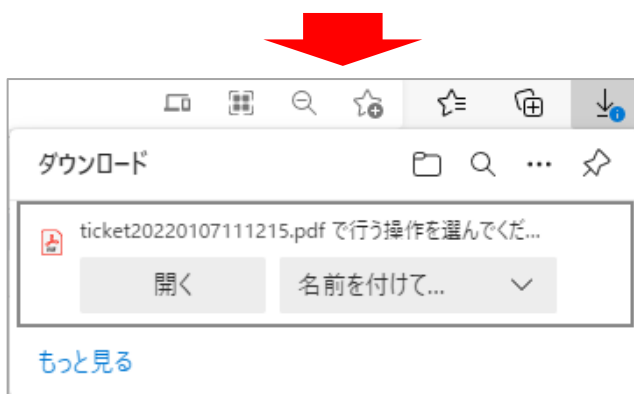 ダウンロード
ticket20220107111215.pdf で行う操作を選んでくだ...
開く
名前を付けて...
もっと見る